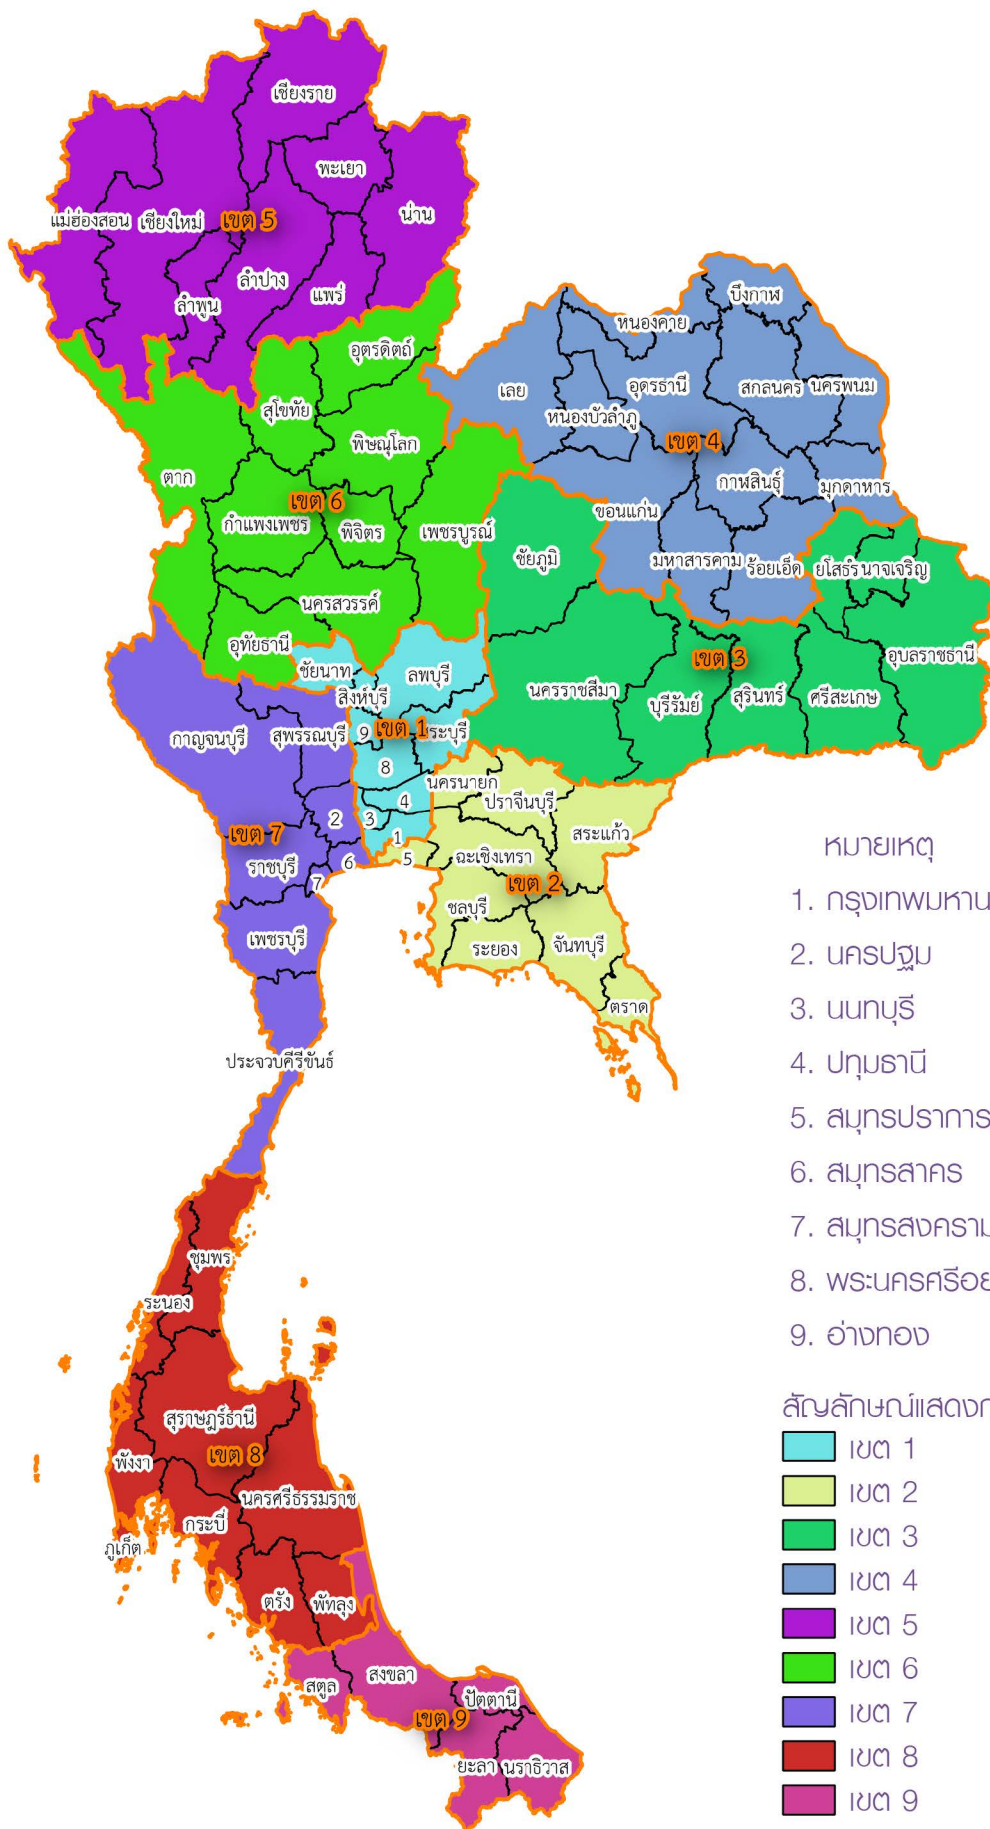 เชียงราย
พะเยา
น่าน
แม่ฮ่องสอน
เชียงใหม่
เขต 5
ลำปาง
แพร่
ลำพูน
บึงกาฬ
หนองคาย
อุตรดิตถ์
เลย
อุดรธานี
สกลนคร
นครพนม
สุโขทัย
หนองบัวลำภู
พิษณุโลก
เขต 4
ตาก
กาฬสินธุ์
มุกดาหาร
เขต 6
ขอนแก่น
กำแพงเพชร
พิจิตร
เพชรบูรณ์
ชัยภูมิ
มหาสารคาม
ร้อยเอ็ด
ยโสธร
นาจเจริญ
นครสวรรค์
อุทัยธานี
ชัยนาท
ลพบุรี
เขต 3
อุบลราชธานี
สิงห์บุรี
นครราชสีมา
บุรีรัมย์
สุรินทร์
ศรีสะเกษ
กาญจนบุรี
สุพรรณบุรี
9
เขต 1
ระบุรี
8
นครนายก
4
ปราจีนบุรี
2
3
สระแก้ว
เขต 7
1
ฉะเชิงเทรา
5
ราชบุรี
6
7
เขต 2
ชลบุรี
เพชรบุรี
ระยอง
จันทบุรี
ตราด
ประจวบคีรีขันธ์
ชุมพร
ระนอง
สุราษฎร์ธานี
เขต 8
พังงา
นครศรีธรรมราช
กระบี่
ภูเก็ต
ตรัง
พัทลุง
สงขลา
สตูล
ปัตตานี
เขต 9
ยะลา
นราธิวาส
หมายเหตุ
1. กรุงเทพมหาน
2. นครปฐม
3. นนทบุรี
4. ปทุมธานี
5. สมุทรปราการ
6. สมุทรสาคร
7. สมุทรสงคราม
8. พระนครศรีอย
9. อ่างทอง
สัญลักษณ์แสดงก
เขต 1
เขต 2
เขต 3
เขต 4
เขต 5
เขต 6
เขต 7
เขต 8
เขต 9